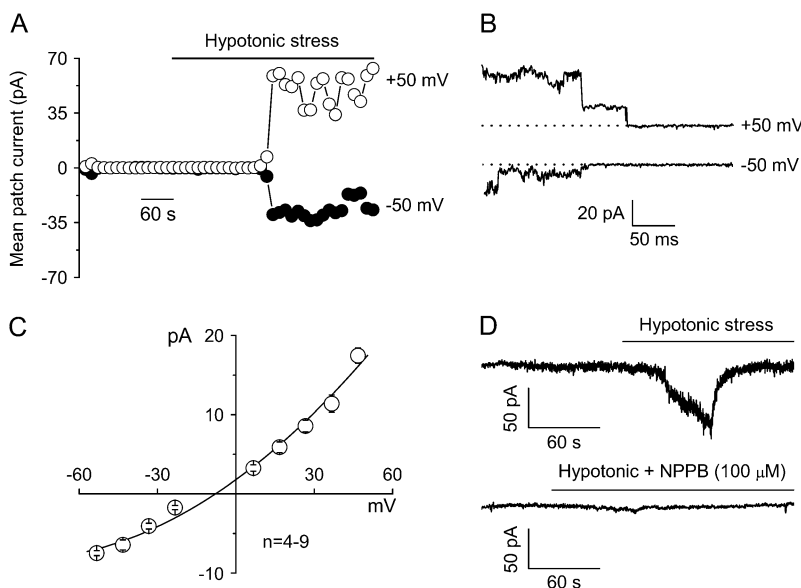 A
Hypotonic stress
Mean patch current (pA)
70
35
0
-35
-70
+50 mV
-50 mV
60 s
B
+50 mV
-50 mV
20 pA
50 ms
C
pA
20
10
-10
-60
-30
0
30
60
mV
n=4-9
D
Hypotonic stress
50 pA
60 s
Hypotonic + NPPB (100 µM)
50 pA
60 s